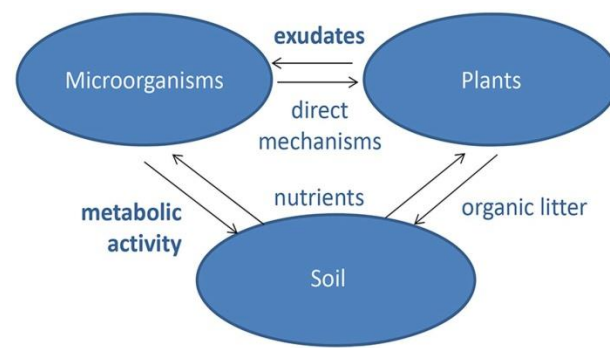 exudates
Microorganisms
Plants
direct
mechanisms
nutrients
metabolic
activity
organic litter
Soil